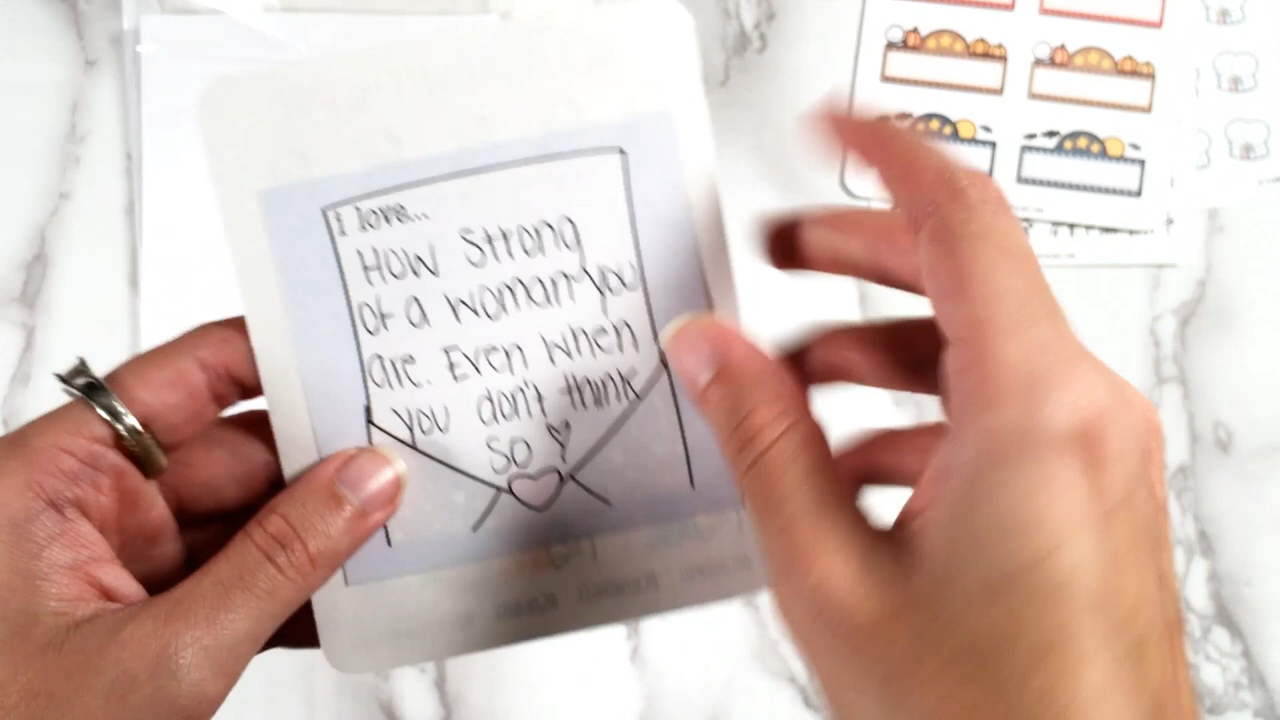 I love..
How Strong
of a woman you
are. Even when
you don't think
so